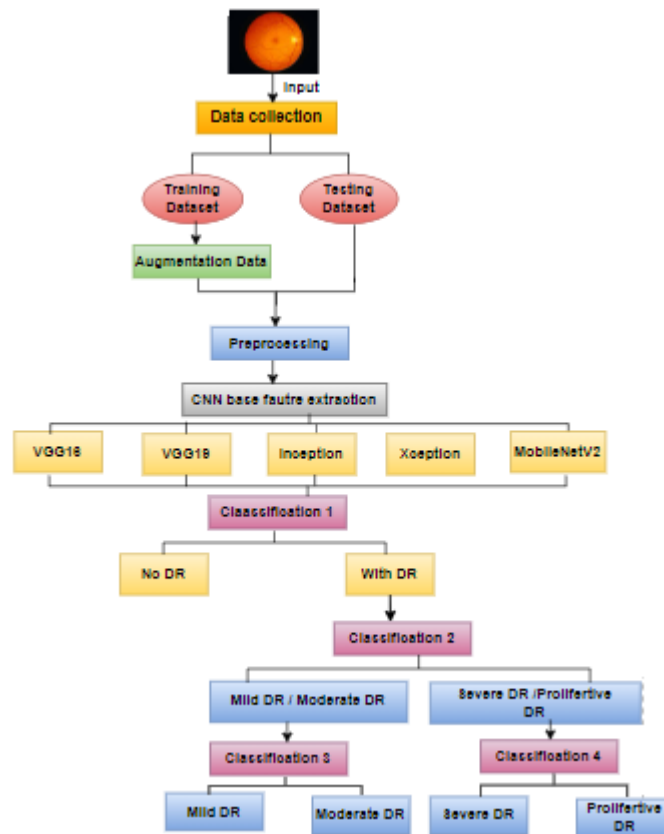 Input
Data collection
Training
Dataset
Testing
Dataset
Augmentation Data
Preprocessing
CNN base fautre extraction
VGG16
VGG19
Inception
Xception
MobileNetV2
Claassification 1
No DR
With DR
Classification 2
Mild DR / Moderate DR
Severe DR /Prolifertive
DR
Classification 3
Classification 4
Mild DR
Moderate DR
Severe DR
Prolifertive
DR